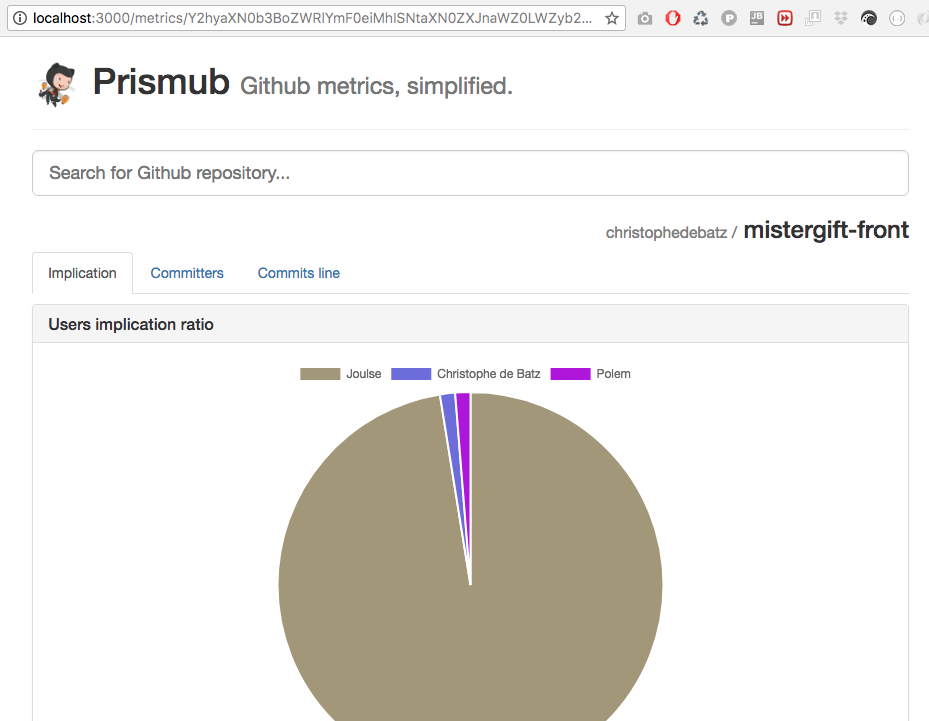 localhost:3000/metrics/Y2hyaXN0b3BoZWRlYmF0eiMhISNtaXN0ZXJnaWZ0LWZyb2...
Prismub Github metrics, simplified.
Search for Github repository...
christophedebatz / mistergift-front
Implication Committers Commits line
Users implication ratio
Joulse Christophe de Batz Polem